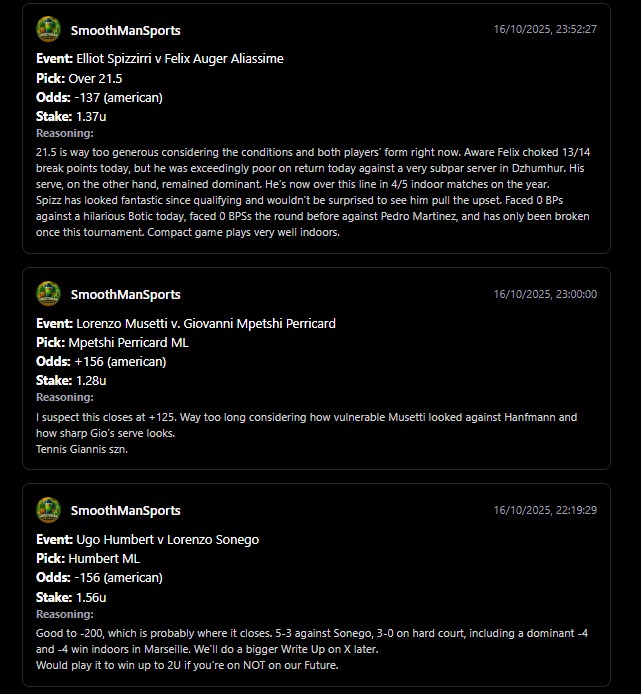 SmoothManSports
16/10/2025, 23:52:27
Event: Elliot Spizzirri v Felix Auger Aliassime
Pick: Over 21.5
Odds: -137 (american)
Stake: 1.37u
Reasoning:
21.5 is way too generous considering the conditions and both players' form right now. Aware Felix choked 13/14
break points today, but he was exceedingly poor on return today against a very subpar server in Dzhumhur. His
serve, on the other hand, remained dominant. He's now over this line in 4/5 indoor matches on the year.
Spizz has looked fantastic since qualifying and wouldn't be surprised to see him pull the upset. Faced 0 BPs
against a hilarious Botic today, faced 0 BPSs the round before against Pedro Martinez, and has only been broken
once this tournament. Compact game plays very well indoors.
SmoothManSports
16/10/2025, 23:00:00
Event: Lorenzo Musetti v. Giovanni Mpetshi Perricard
Pick: Mpetshi Perricard ML
Odds: +156 (american)
Stake: 1.28u
Reasoning:
I suspect this closes at +125. Way too long considering how vulnerable Musetti looked against Hanfmann and
how sharp Gio's serve looks.
Tennis Giannis szn.
SmoothManSports
16/10/2025, 22:19:29
Event: Ugo Humbert v Lorenzo Sonego
Pick: Humbert ML
Odds: -156 (american)
Stake: 1.56u
Reasoning:
Good to -200, which is probably where it closes. 5-3 against Sonego, 3-0 on hard court, including a dominant -4
and -4 win indoors in Marseille. We'll do a bigger Write Up on X later.
Would play it to win up to 2U if you're on NOT on our Future.